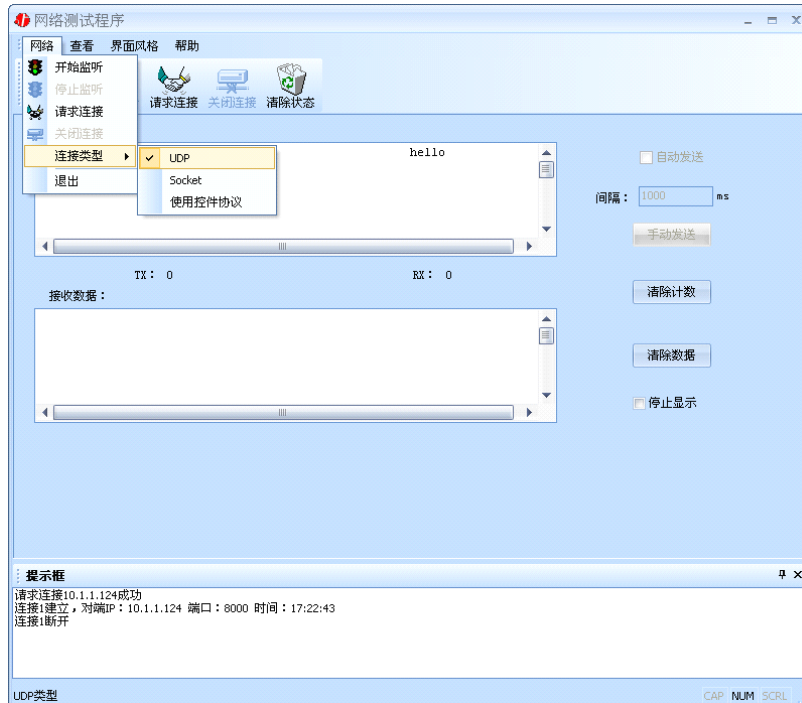 网络测试程序
网络 查看 界面风格 帮助
开始监听
停止监听
请求连接
关闭连接
连接类型
退出
UDP
Socket
使用控件协议
请求连接 关闭连接 清除状态
hello
自动发送
间隔： 1000 ms
手动发送
TX： 0 RX： 0
清除计数
接收数据：
清除数据
停止显示
提示框
请求连接10.1.1.124成功
连接1建立，对端IP：10.1.1.124 端口：8000 时间：17:22:43
连接1断开
UDP类型 CAP NUM SCRL